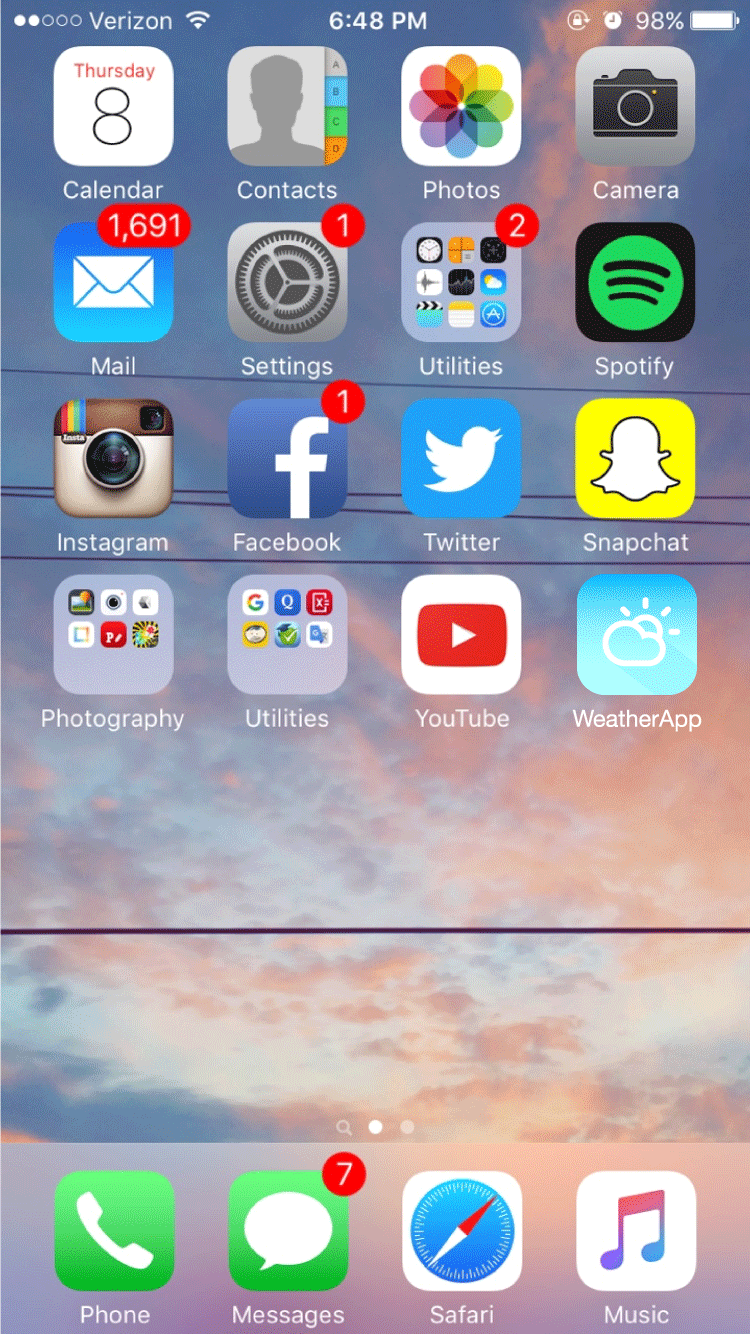 Verizon 6:48 PM 98%
Thursday
8
A
B
C
D
Calendar Contacts Photos Camera
1,691 1 2
Mail Settings Utilities Spotify
1
Insta
Instagram Facebook Twitter Snapchat
Photography Utilities YouTube WeatherApp
7
Phone Messages Safari Music